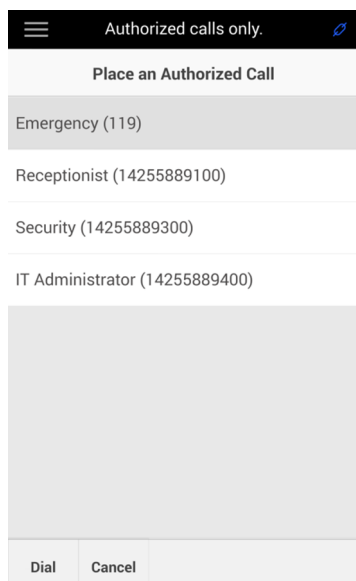 Authorized calls only.
Place an Authorized Call
Emergency (119)
Receptionist (14255889100)
Security (14255889300)
IT Administrator (14255889400)
Dial Cancel